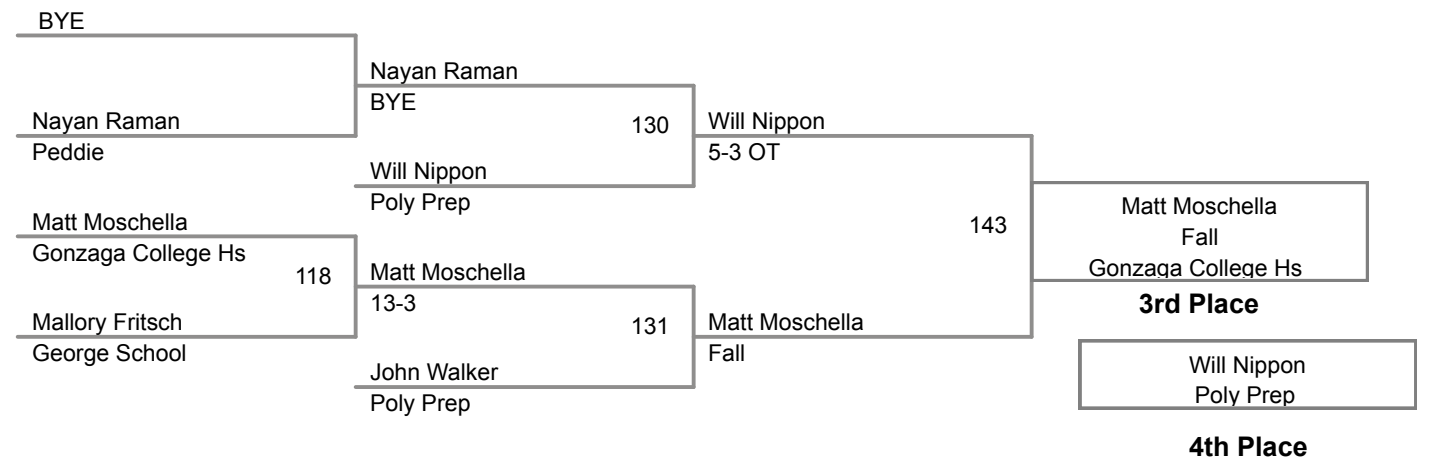 BYE
Nayan Raman
BYE
Nayan Raman
130
Will Nippon
Peddie
5-3 OT
Will Nippon
Poly Prep
Matt Moschella
Matt Moschella
143
Fall
Gonzaga College Hs
Gonzaga College Hs
118
Matt Moschella
13-3
3rd Place
Mallory Fritsch
131
Matt Moschella
George School
Fall
John Walker
Will Nippon
Poly Prep
Poly Prep
4th Place